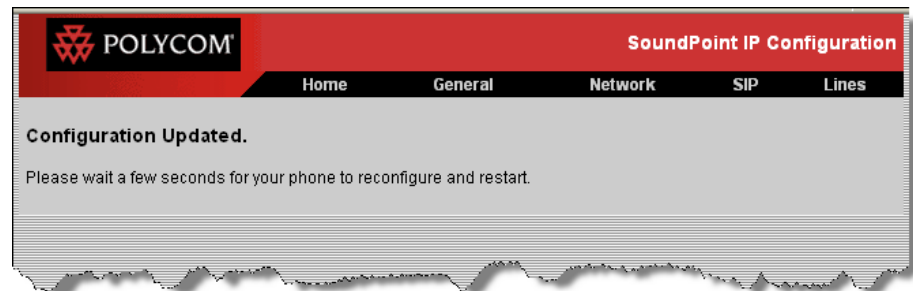 POLYCOM
SoundPoint IP Configuration
Home General Network SIP Lines
Configuration Updated.
Please wait a few seconds for your phone to reconfigure and restart.